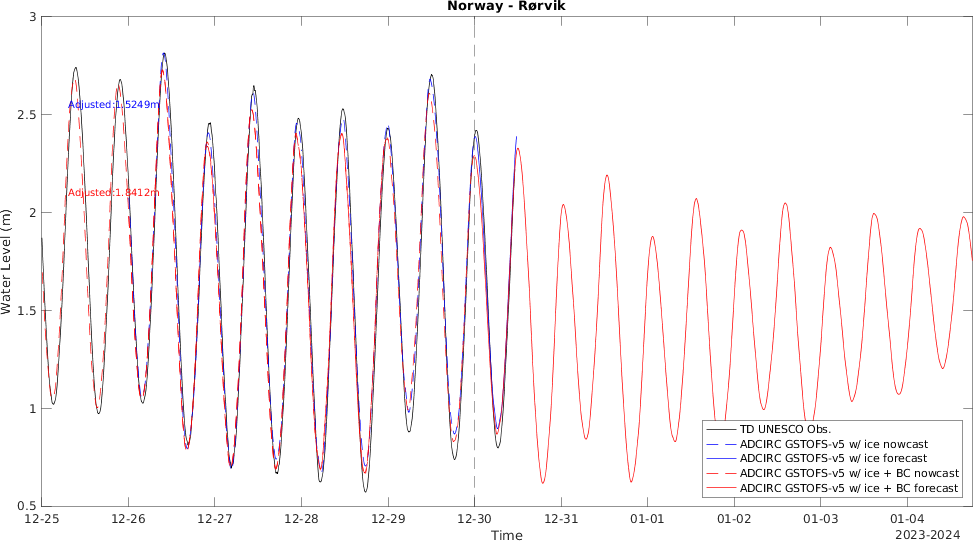 Norway - Rørvik
3
2.5
2
1.5
1
0.5
Water Level (m)
Adjusted:1.5249m
Adjusted:1.8412m
TD UNESCO Obs.
ADCIRC GSTOFS-v5 w/ ice nowcast
ADCIRC GSTOFS-v5 w/ ice forecast
ADCIRC GSTOFS-v5 w/ ice + BC nowcast
ADCIRC GSTOFS-v5 w/ ice + BC forecast
12-25 12-26 12-27 12-28 12-29 12-30 12-31 01-01 01-02 01-03 01-04
Time
2023-2024